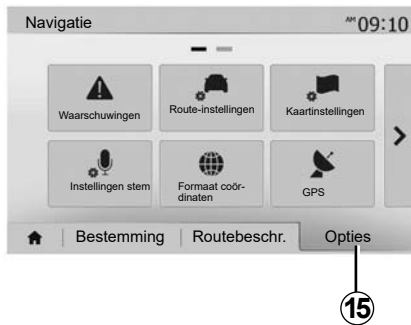 Navigatie
AM 09:10
Waarschuwingen
Route-instellingen
Kaartinstellingen
Instellingen stem
Formaat coör-
dinaten
GPS
Bestemming
Routebeschr.
Opties
15